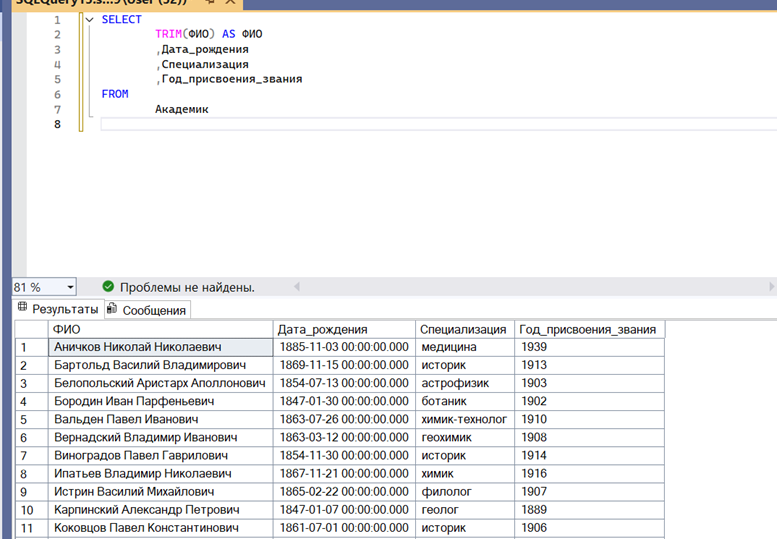 1 SELECT
2 TRIM(ФИО) AS ФИО
3 ,Дата_рождения
4 ,Специализация
5 ,Год_присвоения_звания
6 FROM
7 Академик
8
81 % Проблемы не найдены.
Результаты Сообщения
ФИО Дата_рождения Специализация Год_присвоения_звания
1 Аничков Николай Николаевич 1885-11-03 00:00:00.000 медицина 1939
2 Бартольд Василий Владимирович 1869-11-15 00:00:00.000 историк 1913
3 Белопольский Аристарх Аполлонович 1854-07-13 00:00:00.000 астрофизик 1903
4 Бородин Иван Парфеньевич 1847-01-30 00:00:00.000 ботаник 1902
5 Вальден Павел Иванович 1863-07-26 00:00:00.000 химик-технолог 1910
6 Вернадский Владимир Иванович 1863-03-12 00:00:00.000 геохимик 1908
7 Виноградов Павел Гаврилович 1854-11-30 00:00:00.000 историк 1914
8 Ипатьев Владимир Николаевич 1867-11-21 00:00:00.000 химик 1916
9 Истрин Василий Михайлович 1865-02-22 00:00:00.000 филолог 1907
10 Карпинский Александр Петрович 1847-01-07 00:00:00.000 геолог 1889
11 Коковцов Павел Константинович 1861-07-01 00:00:00.000 историк 1906